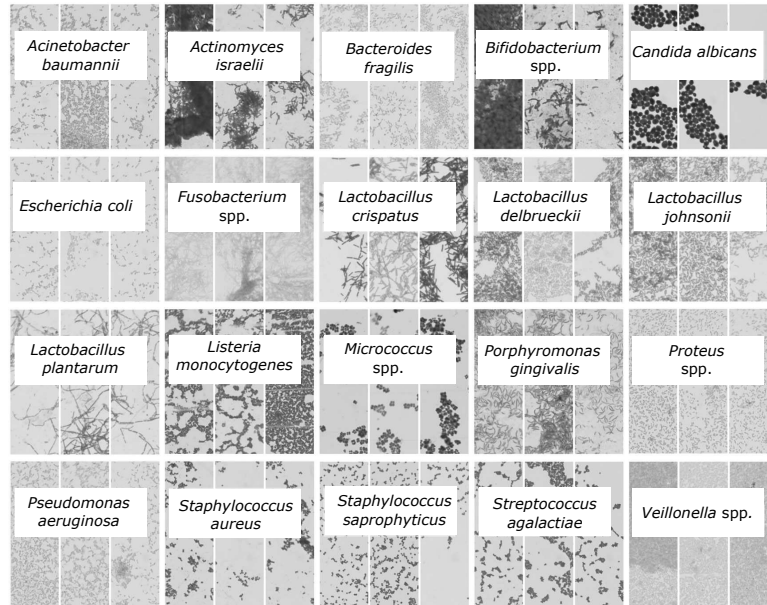 Acinetobacter
baumannii
Actinomyces
israelii
Bacteroides
fragilis
Bifidobacterium
spp.
Candida albicans
Escherichia coli
Fusobacterium
spp.
Lactobacillus
crispatus
Lactobacillus
delbrueckii
Lactobacillus
johnsonii
Lactobacillus
plantarum
Listeria
monocytogenes
Micrococcus
spp.
Porphyromonas
gingivalis
Proteus
spp.
Pseudomonas
aeruginosa
Staphylococcus
aureus
Staphylococcus
saprophyticus
Streptococcus
agalactiae
Veillonella spp.